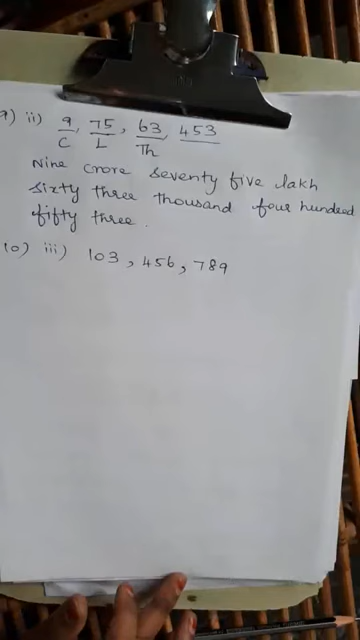 9) ii) 9, 75, 63, 453
C L Th
Nine crore seventy five lakh
sixty three thousand four hundred
fifty three.
10) iii) 103, 456, 789